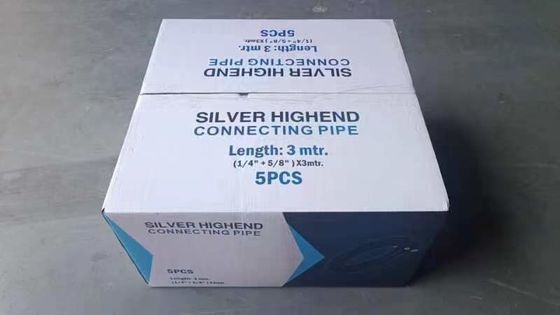 5PCS
(1/4" + 5/8")X3mtr.
Length: 3 mtr.
CONNECTING PIPE
SILVER HIGHEND
SILVER HIGHEND
CONNECTING PIPE
Length: 3 mtr.
(1/4" + 5/8" )X3mtr.
5PCS
SILVER HIGHEND
CONNECTING PIPE
5PCS
Length: 3 mtr.
(1/4" + 5/8" )X3mtr.